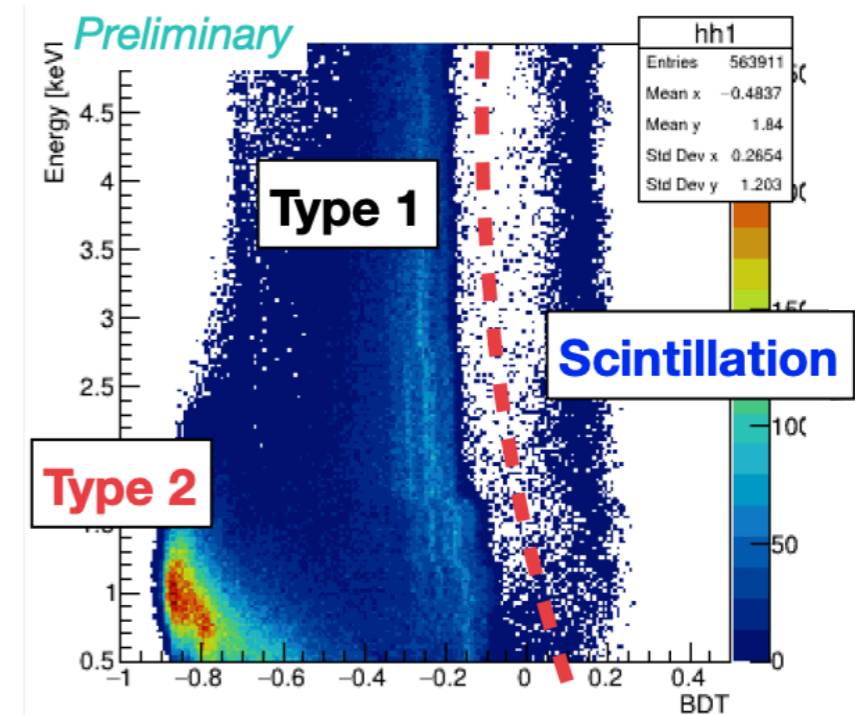 Preliminary
hh1
Entries 563911
Mean x −0.4837
Mean y 1.84
Std Dev x 0.2654
Std Dev y 1.203
Energy [keV]
4.5
4
3.5
3
2.5
1
0.5
Type 1
Scintillation
Type 2
50
0
−1 −0.8 −0.6 −0.4 −0.2 0 0.2 0.4
BDT